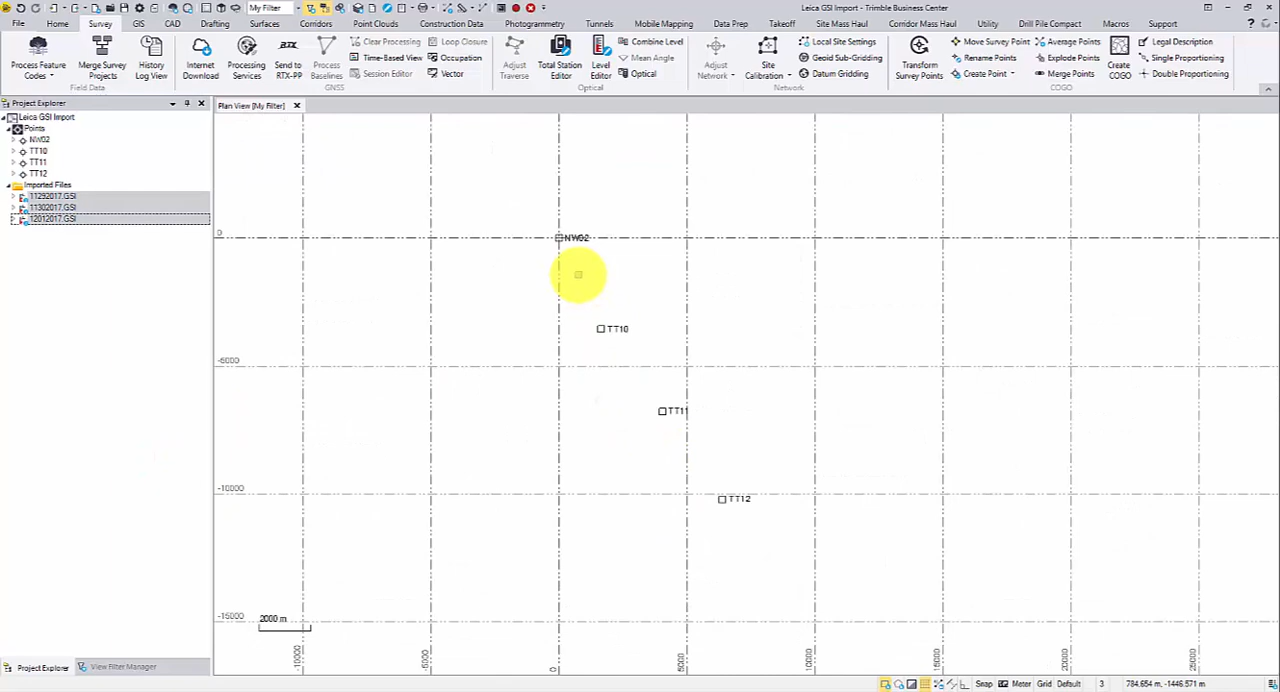 My Filter
Leica GSI Import - Trimble Business Center
File Home Survey GIS CAD Drafting Surfaces Corridors Point Clouds Construction Data Photogrammetry Tunnels Mobile Mapping Data Prep Takeoff Site Mass Haul Corridor Mass Haul Utility Drill Pile Compact Macros Support
Process Feature Codes
Merge Survey Projects
History Log View
Field Data
Internet Download
Processing Services
RTX
Send to RTX-PP
Process Baselines
Clear Processing
Time-Based View
Session Editor
Loop Closure
Occupation
Vector
GNSS
Adjust Traverse
Total Station Editor
Level Editor
Combine Level
Mean Angle
Optical
Optical
Adjust Network
Site Calibration
Local Site Settings
Geoid Sub-Gridding
Datum Gridding
Network
Transform Survey Points
Move Survey Point
Rename Points
Create Point
Average Points
Explode Points
Merge Points
Create COGO
Legal Description
Single Proportioning
Double Proportioning
COGO
Project Explorer
Leica GSI Import
Points
NW02
TT10
TT11
TT12
Imported Files
11292017.GSI
11302017.GSI
12012017.GSI
Plan View [My Filter]
0
NW02
TT10
TT11
-10000
TT12
-15000
2000 m
-10000 -5000 0 5000 10000 15000 25000
Project Explorer View Filter Manager
Snap Meter Grid Default 3 784.654 m, -1446.571 m